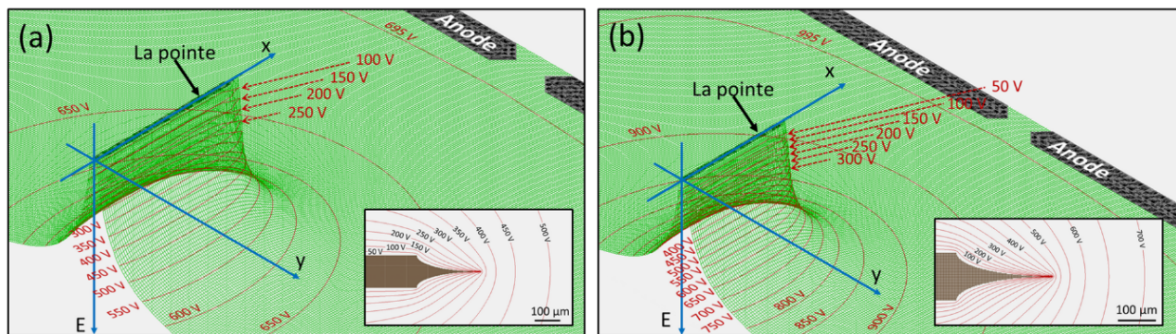 (a)
La pointe
x
695 V
Anode
100 V
150 V
200 V
250 V
650 V
300 V
350 V
400 V
450 V
500 V
550 V
600 V
650 V
E
y
50 V
100 V
150 V
200 V
250 V
300 V
350 V
400 V
450 V
500 V
100 µm
(b)
La pointe
x
995 V
Anode
Anode
50 V
100 V
150 V
200 V
250 V
300 V
900 V
400 V
600 V
650 V
700 V
750 V
800 V
850 V
900 V
E
y
100 V
200 V
300 V
400 V
500 V
600 V
700 V
100 µm